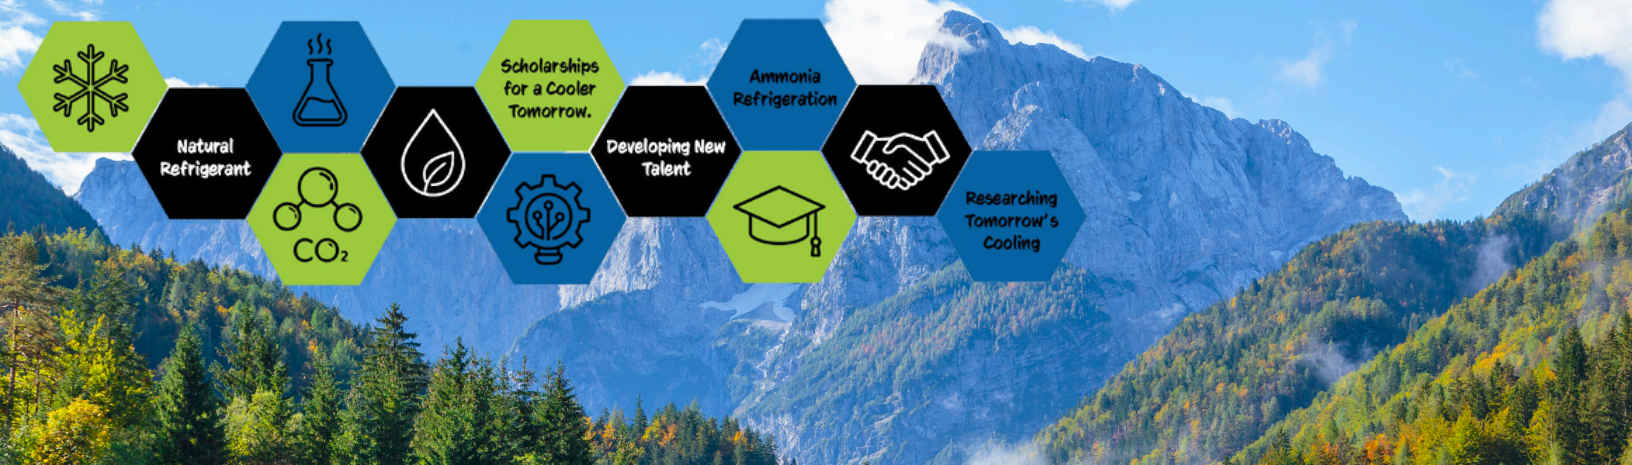 Natural
Refrigerant
CO₂
Scholarships
for a Cooler
Tomorrow.
Developing New
Talent
Ammonia
Refrigeration
Researching
Tomorrow's
Cooling